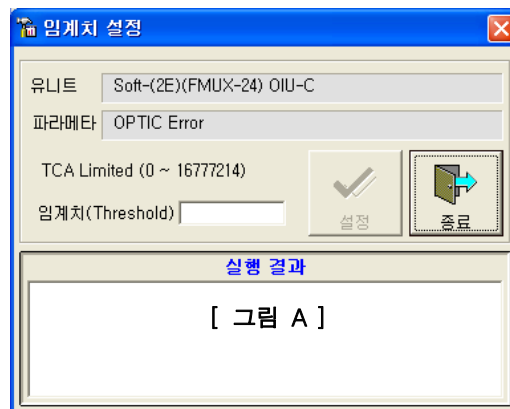 임계치 설정
유니트 Soft-(2E)(FMUX-24) OIU-C
파라메타 OPTIC Error
TCA Limited (0 ~ 16777214)
임계치(Threshold)
설정
종료
실행 결과
[ 그림 A ]